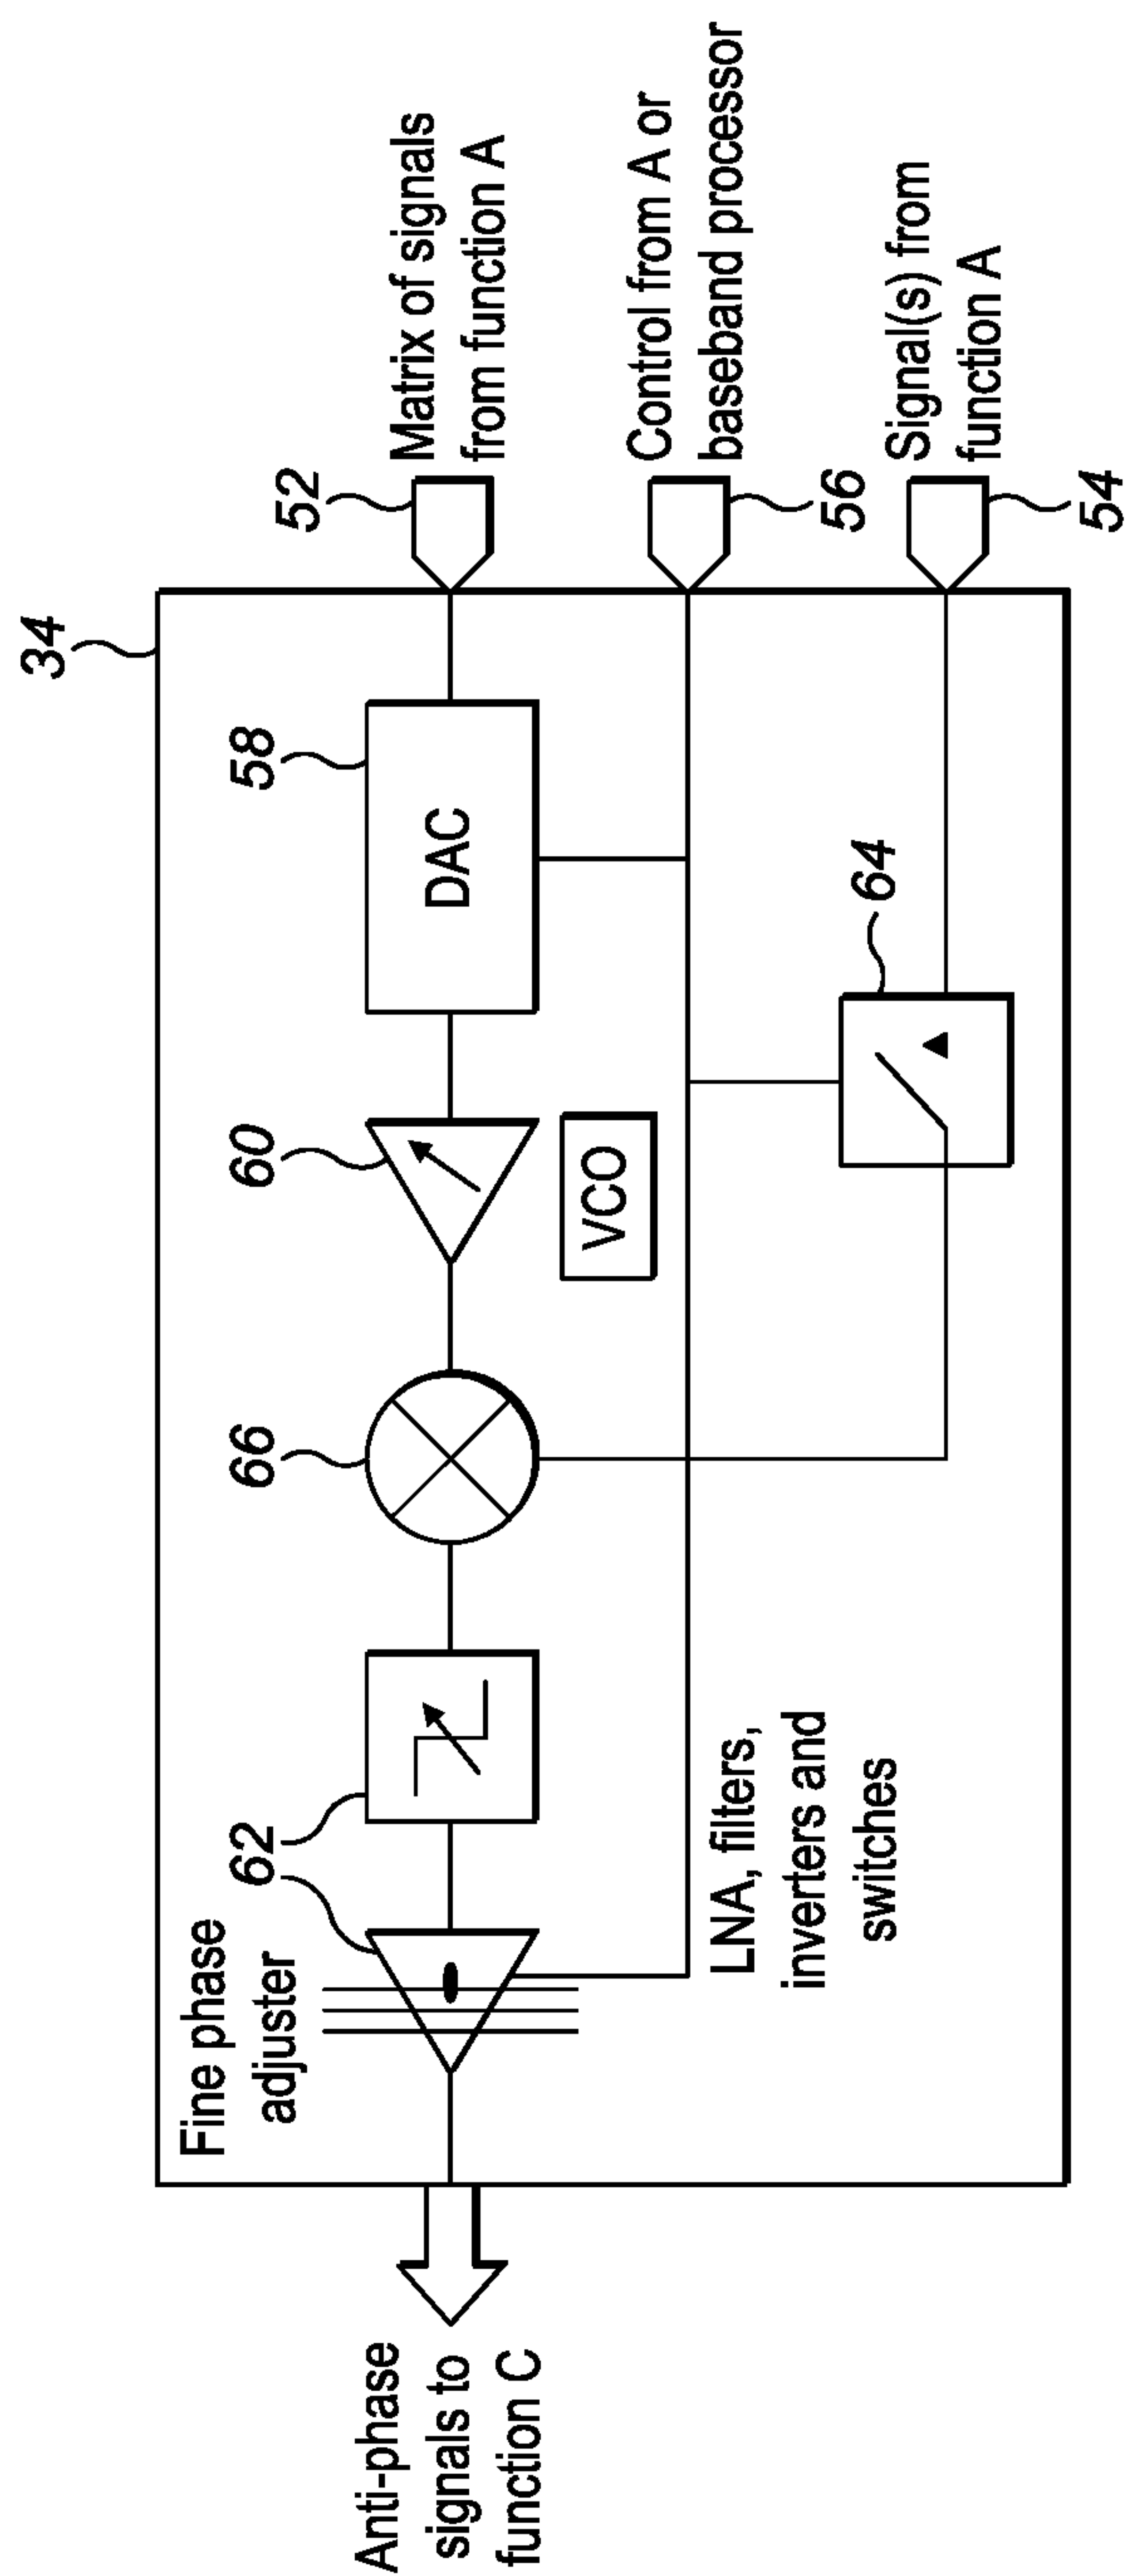 34
Fine phase
adjuster
62
66
60
58
52
DAC
VCO
Matrix of signals
from function A
Anti-phase
signals to
function C
Control from A or
baseband processor
56
LNA, filters,
inverters and
switches
64
Signal(s) from
function A
54